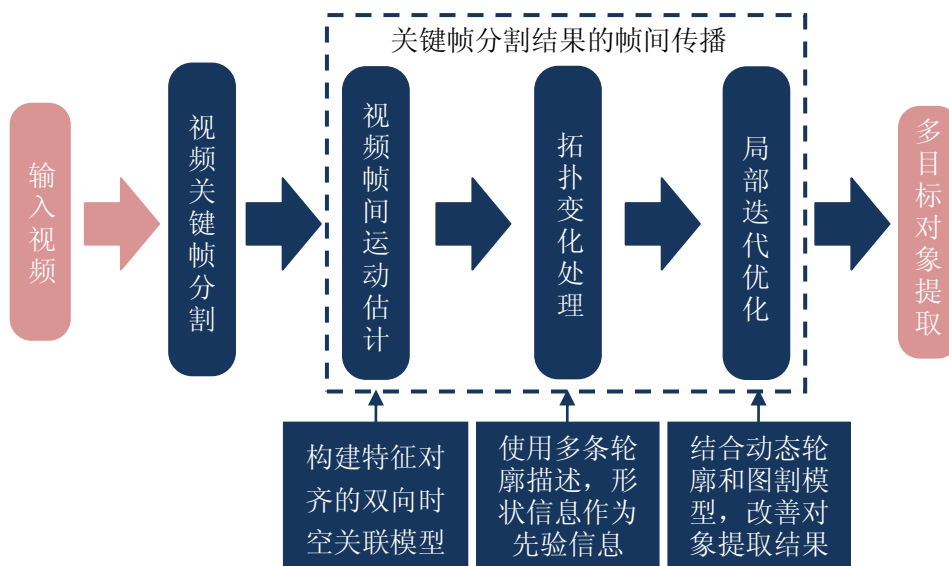 关键帧分割结果的帧间传播
输入视频
视频关键帧分割
视频帧间运动估计
拓扑变化处理
局部迭代优化
多目标对象提取
构建特征对
齐的双向时
空关联模型
使用多条轮
廓描述，形
状信息作为
先验信息
结合动态轮
廓和图割模
型，改善对
象提取结果